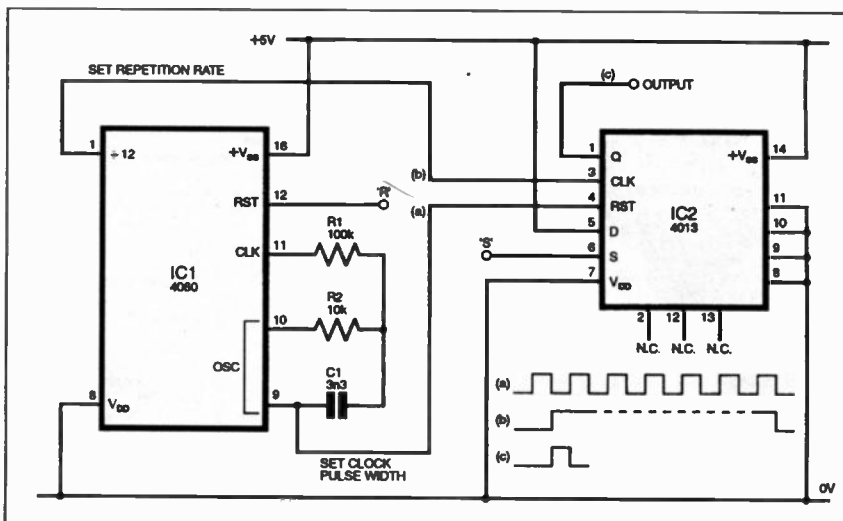 +5V
SET REPETITION RATE
(c)
OUTPUT
1
÷12
+Vss
16
RST
12
'R'
(b)
(a)
CLK
11
R1
100k
IC1
4060
10
R2
10k
OSC
C1
3n3
9
8
VDD
SET CLOCK
PULSE WIDTH
1
Q
+Vss
14
3
CLK
4
RST
11
IC2
4013
5
D
10
'S'
6
S
9
7
VDD
8
2
12
13
N.C.
N.C.
N.C.
(a)
(b)
(c)
0V